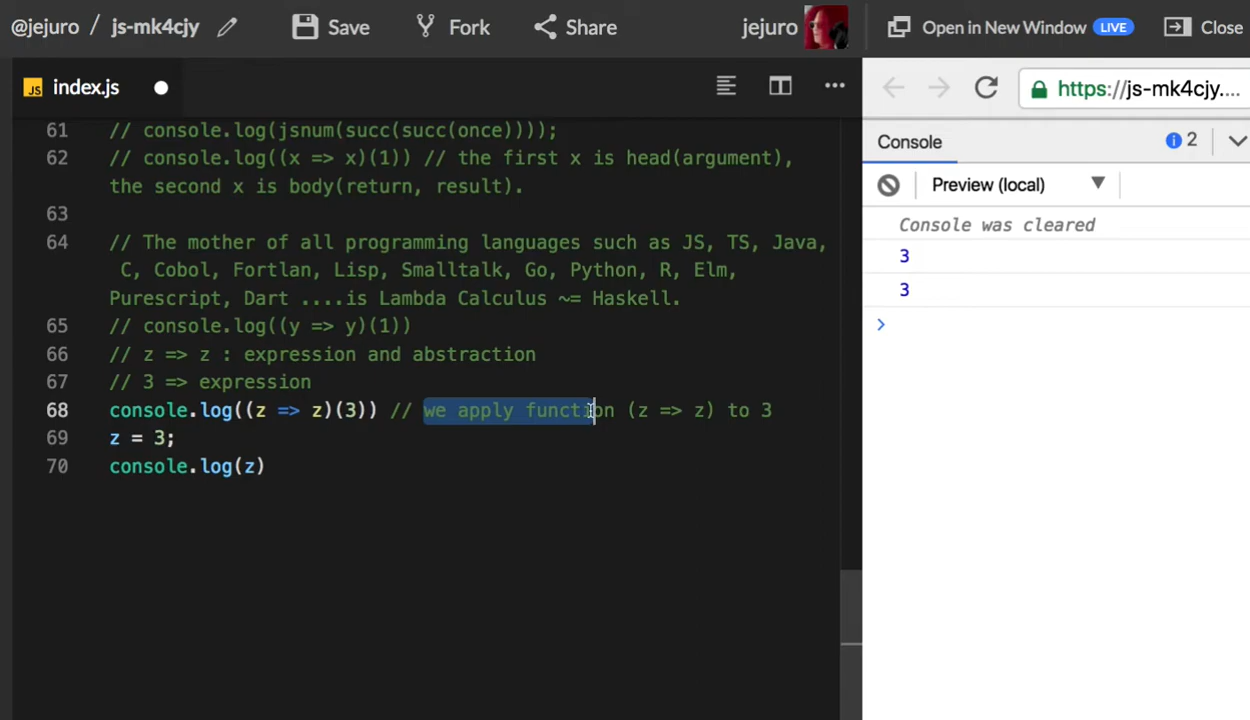 @jejuro / js-mk4cjy Save Fork Share jejuro Open in New Window LIVE Close
JS index.js
https://js-mk4cjy....
61 // console.log(jsnum(succ(succ(once))));
62 // console.log((x => x)(1)) // the first x is head(argument),
the second x is body(return, result).
63
64 // The mother of all programming languages such as JS, TS, Java,
C, Cobol, Fortlan, Lisp, Smalltalk, Go, Python, R, Elm,
Purescript, Dart ....is Lambda Calculus ~= Haskell.
65 // console.log((y => y)(1))
66 // z => z : expression and abstraction
67 // 3 => expression
68 console.log((z => z)(3)) // we apply function (z => z) to 3
69 z = 3;
70 console.log(z)
Console 2
Preview (local)
Console was cleared
3
3